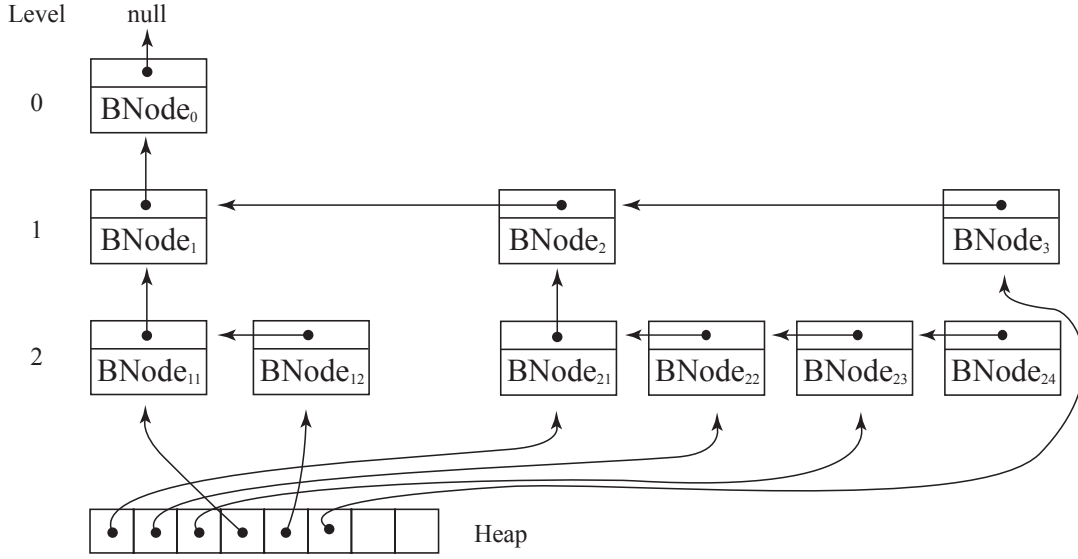 Level null
0 BNode₀
1 BNode₁ BNode₂ BNode₃
2 BNode₁₁ BNode₁₂ BNode₂₁ BNode₂₂ BNode₂₃ BNode₂₄
Heap